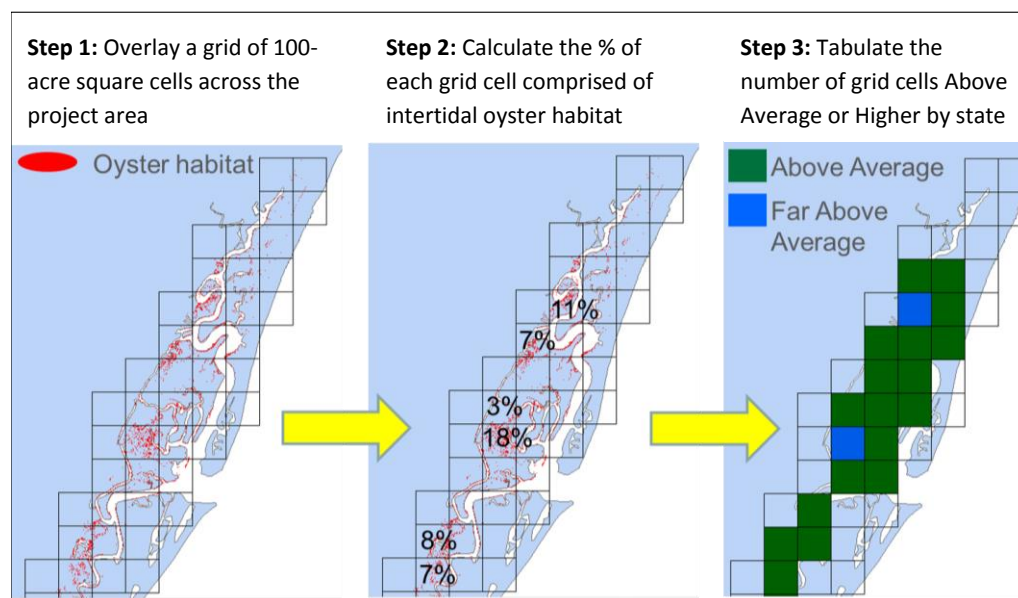 Step 1: Overlay a grid of 100-
acre square cells across the
project area
Oyster habitat
Step 2: Calculate the % of
each grid cell comprised of
intertidal oyster habitat
11%
7%
3%
18%
8%
7%
Step 3: Tabulate the
number of grid cells Above
Average or Higher by state
Above Average
Far Above
Average